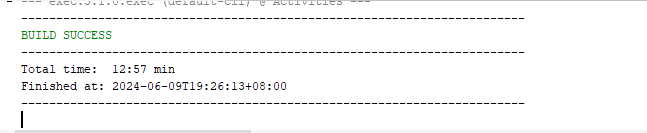 --- exec:3.1.0:exec (default-cli) @ Activities ---
------------------------------------------------------------------------
BUILD SUCCESS
------------------------------------------------------------------------
Total time:  12:57 min
Finished at: 2024-06-09T19:26:13+08:00
------------------------------------------------------------------------